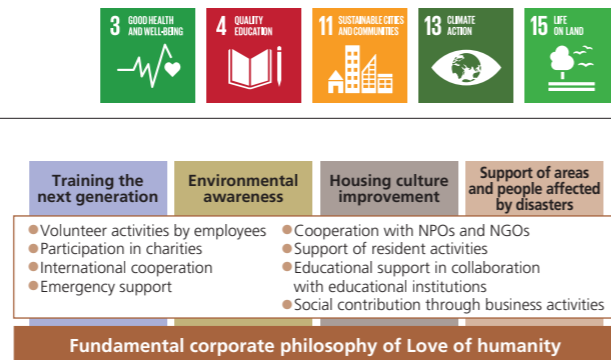 3 GOOD HEALTH
AND WELL-BEING
4 QUALITY
EDUCATION
11 SUSTAINABLE CITIES
AND COMMUNITIES
13 CLIMATE
ACTION
15 LIFE
ON LAND
Training the
next generation
Environmental
awareness
Housing culture
improvement
Support of areas
and people affected
by disasters
●Volunteer activities by employees
●Participation in charities
●International cooperation
●Emergency support
●Cooperation with NPOs and NGOs
●Support of resident activities
●Educational support in collaboration
with educational institutions
●Social contribution through business activities
Fundamental corporate philosophy of Love of humanity